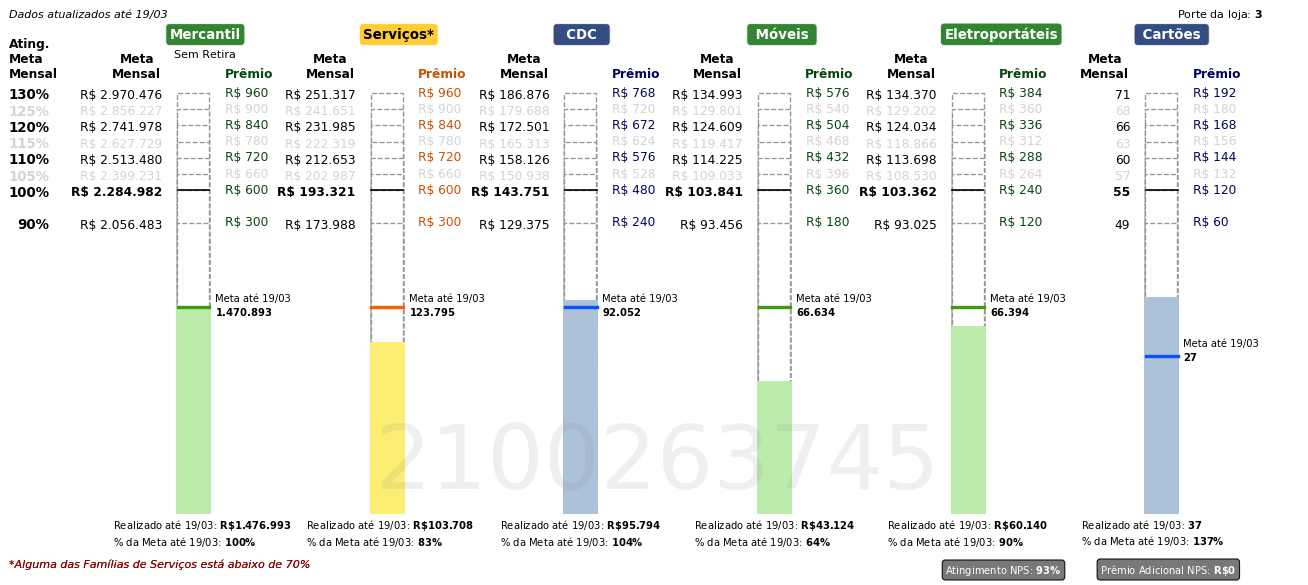 Dados atualizados até 19/03
Porte da loja: 3
Mercantil Serviços* CDC Móveis Eletroportáteis Cartões
Sem Retira
Ating. Meta Mensal
Meta Mensal Prêmio Meta Mensal Prêmio Meta Mensal Prêmio Meta Mensal Prêmio Meta Mensal Prêmio Meta Mensal Prêmio
130% R$ 2.970.476 R$ 960 R$ 251.317 R$ 960 R$ 186.876 R$ 768 R$ 134.993 R$ 576 R$ 134.370 R$ 384 71 R$ 192
125% R$ 2.856.227 R$ 900 R$ 241.651 R$ 900 R$ 179.688 R$ 720 R$ 129.801 R$ 540 R$ 129.202 R$ 360 68 R$ 180
120% R$ 2.741.978 R$ 840 R$ 231.985 R$ 840 R$ 172.501 R$ 672 R$ 124.609 R$ 504 R$ 124.034 R$ 336 66 R$ 168
115% R$ 2.627.729 R$ 780 R$ 222.319 R$ 780 R$ 165.313 R$ 624 R$ 119.417 R$ 468 R$ 118.866 R$ 312 63 R$ 156
110% R$ 2.513.480 R$ 720 R$ 212.653 R$ 720 R$ 158.126 R$ 576 R$ 114.225 R$ 432 R$ 113.698 R$ 288 60 R$ 144
105% R$ 2.399.231 R$ 660 R$ 202.987 R$ 660 R$ 150.938 R$ 528 R$ 109.033 R$ 396 R$ 108.530 R$ 264 57 R$ 132
100% R$ 2.284.982 R$ 600 R$ 193.321 R$ 600 R$ 143.751 R$ 480 R$ 103.841 R$ 360 R$ 103.362 R$ 240 55 R$ 120
90% R$ 2.056.483 R$ 300 R$ 173.988 R$ 300 R$ 129.375 R$ 240 R$ 93.456 R$ 180 R$ 93.025 R$ 120 49 R$ 60
Meta até 19/03 Meta até 19/03 Meta até 19/03 Meta até 19/03 Meta até 19/03
1.470.893 123.795 92.052 66.634 66.394
Meta até 19/03
27
2100263745
Realizado até 19/03: R$1.476.993 Realizado até 19/03: R$103.708 Realizado até 19/03: R$95.794 Realizado até 19/03: R$43.124 Realizado até 19/03: R$60.140 Realizado até 19/03: 37
% da Meta até 19/03: 100% % da Meta até 19/03: 83% % da Meta até 19/03: 104% % da Meta até 19/03: 64% % da Meta até 19/03: 90% % da Meta até 19/03: 137%
*Alguma das Famílias de Serviços está abaixo de 70%
Atingimento NPS: 93% Prêmio Adicional NPS: R$0